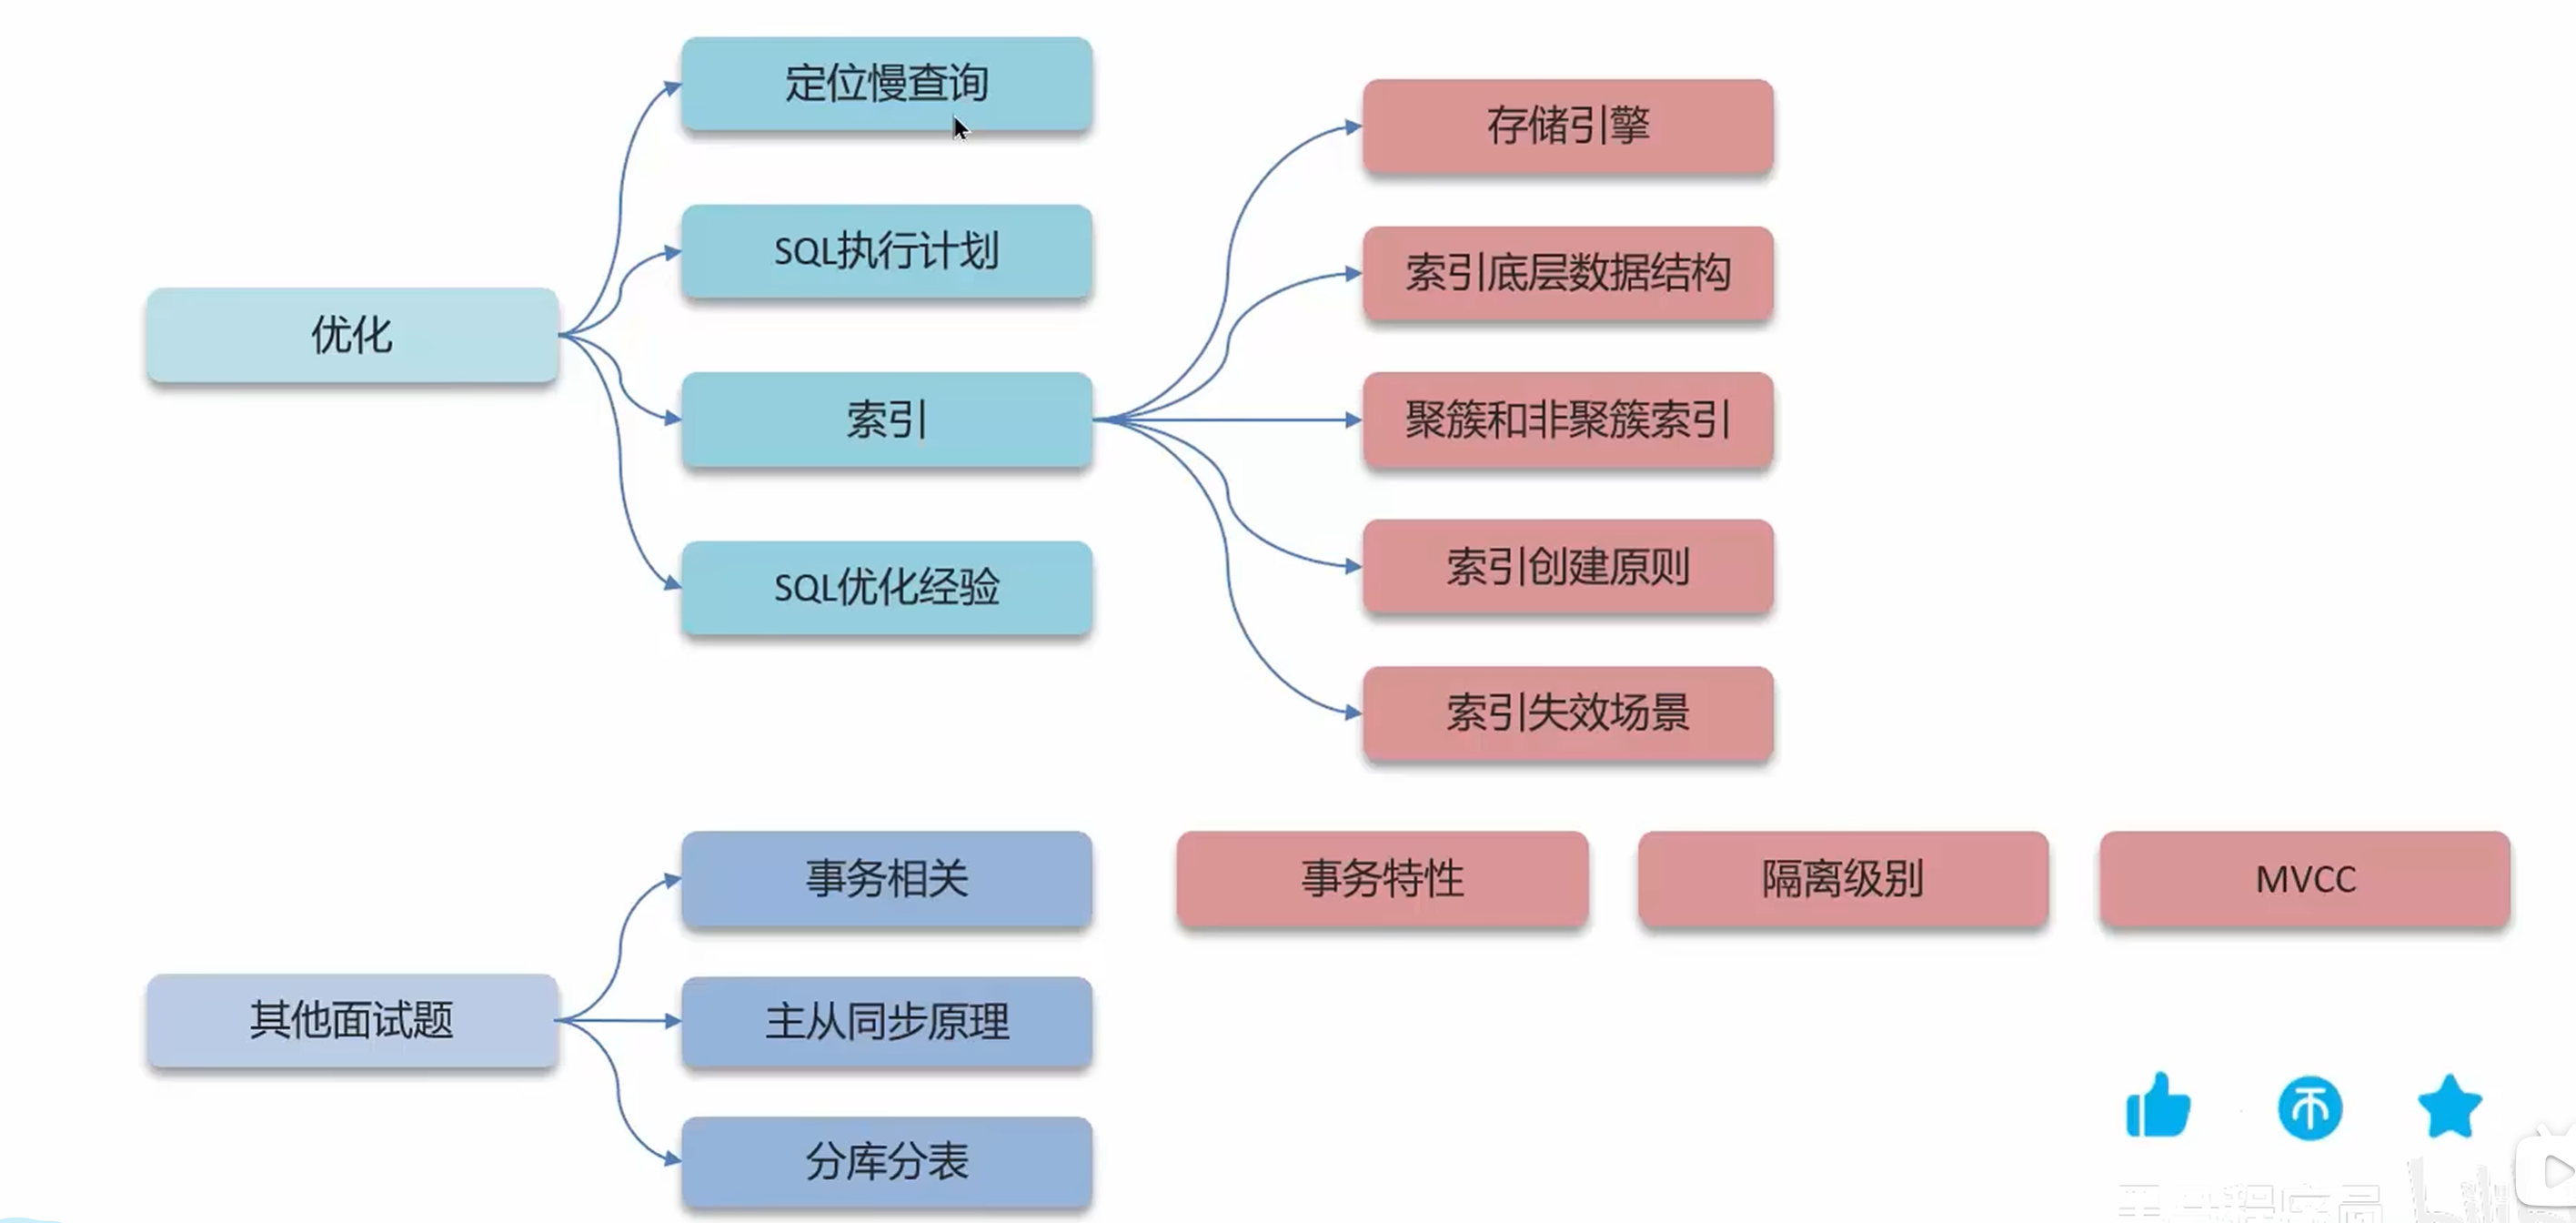 定位慢查询
SQL执行计划
优化
索引
SQL优化经验
存储引擎
索引底层数据结构
聚簇和非聚簇索引
索引创建原则
索引失效场景
事务相关
事务特性
隔离级别
MVCC
其他面试题
主从同步原理
分库分表